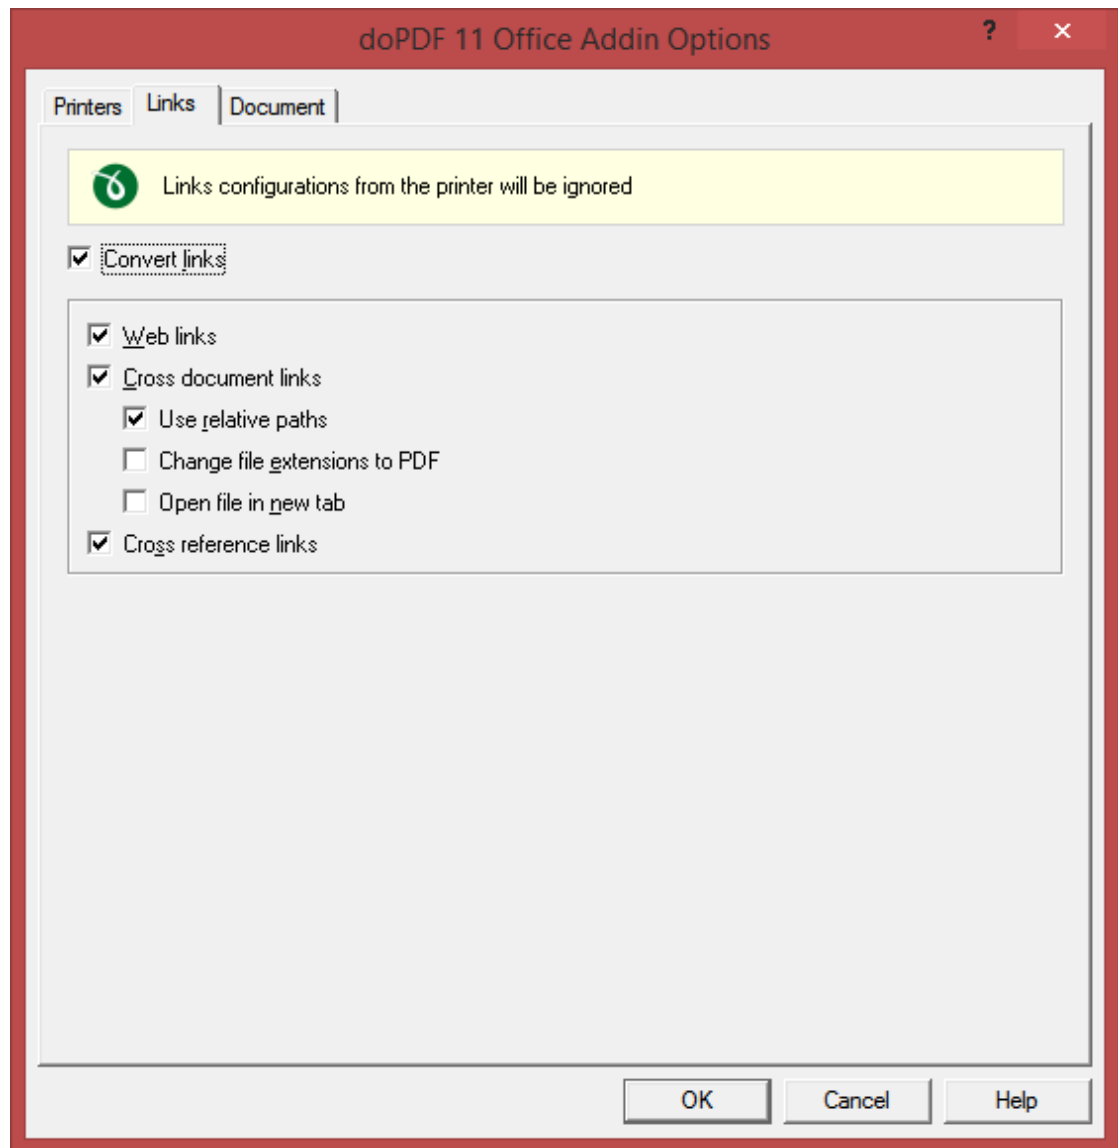 doPDF 11 Office Addin Options
?
Printers Links Document
Links configurations from the printer will be ignored
Convert links
Web links
Cross document links
Use relative paths
Change file extensions to PDF
Open file in new tab
Cross reference links
OK Cancel Help